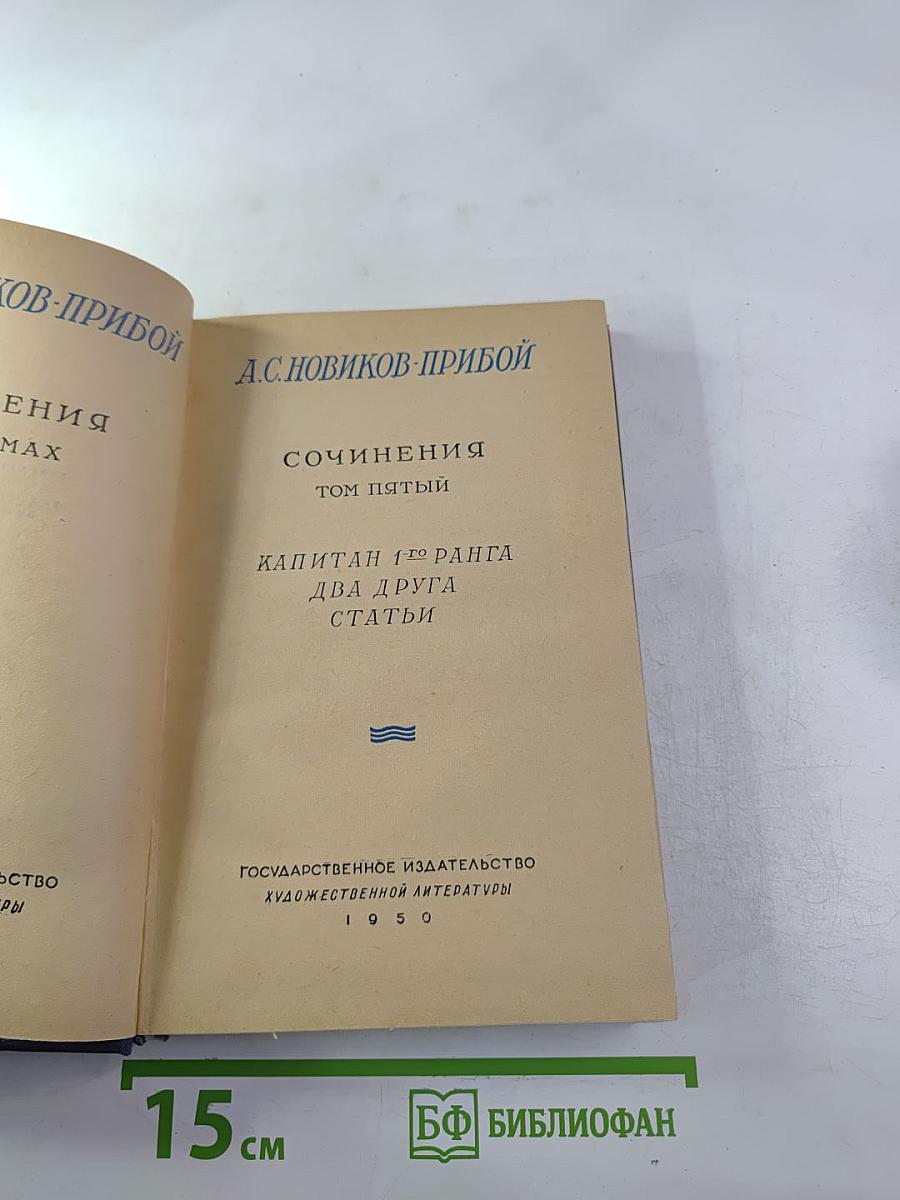 КОВ-ПРИБОЙ
ЕНИЯ
МАХ
ЬСТВО
РЫ
А.С.НОВИКОВ-ПРИБОЙ
СОЧИНЕНИЯ
ТОМ ПЯТЫЙ
КАПИТАН 1-го РАНГА
ДВА ДРУГА
СТАТЬИ
ГОСУДАРСТВЕННОЕ ИЗДАТЕЛЬСТВО
ХУДОЖЕСТВЕННОЙ ЛИТЕРАТУРЫ
1950
15 см
БФ БИБЛИОФАН